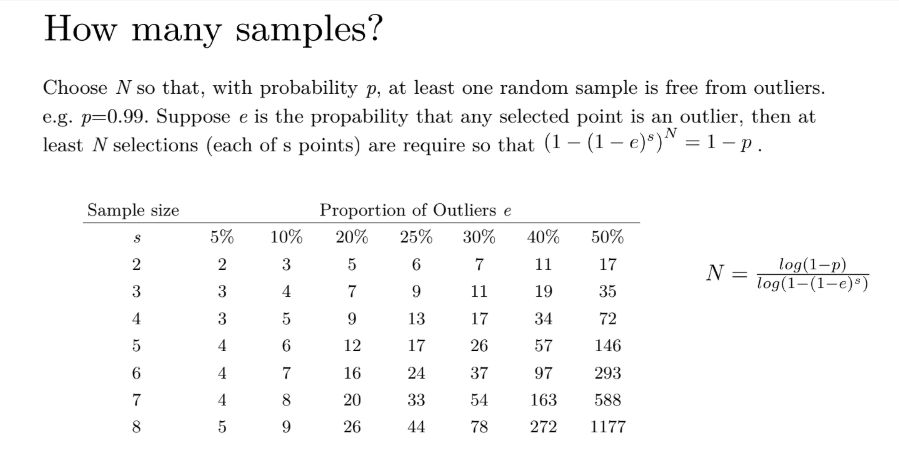 How many samples?
Choose N so that, with probability p, at least one random sample is free from outliers.
e.g. p=0.99. Suppose e is the propability that any selected point is an outlier, then at
least N selections (each of s points) are require so that (1 − (1 − e)^s)^N = 1 − p .
Sample size Proportion of Outliers e
s 5% 10% 20% 25% 30% 40% 50%
2 2 3 5 6 7 11 17
3 3 4 7 9 11 19 35
4 3 5 9 13 17 34 72
5 4 6 12 17 26 57 146
6 4 7 16 24 37 97 293
7 4 8 20 33 54 163 588
8 5 9 26 44 78 272 1177
N = log(1−p) / log(1−(1−e)^s)